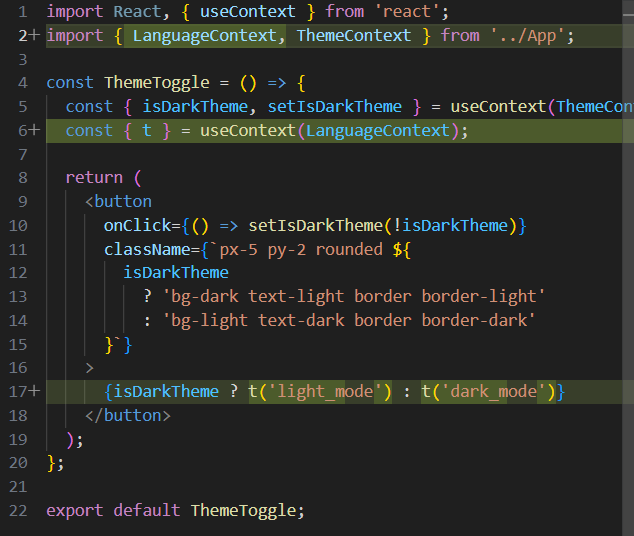 1 import React, { useContext } from 'react';
2+ import { LanguageContext, ThemeContext } from '../App';
3
4 const ThemeToggle = () => {
5 const { isDarkTheme, setIsDarkTheme } = useContext(ThemeCon
6+ const { t } = useContext(LanguageContext);
7
8 return (
9 <button
10 onClick={() => setIsDarkTheme(!isDarkTheme)}
11 className={`px-5 py-2 rounded ${
12 isDarkTheme
13 ? 'bg-dark text-light border border-light'
14 : 'bg-light text-dark border border-dark'
15 }`}
16 >
17+ {isDarkTheme ? t('light_mode') : t('dark_mode')}
18 </button>
19 );
20 };
21
22 export default ThemeToggle;